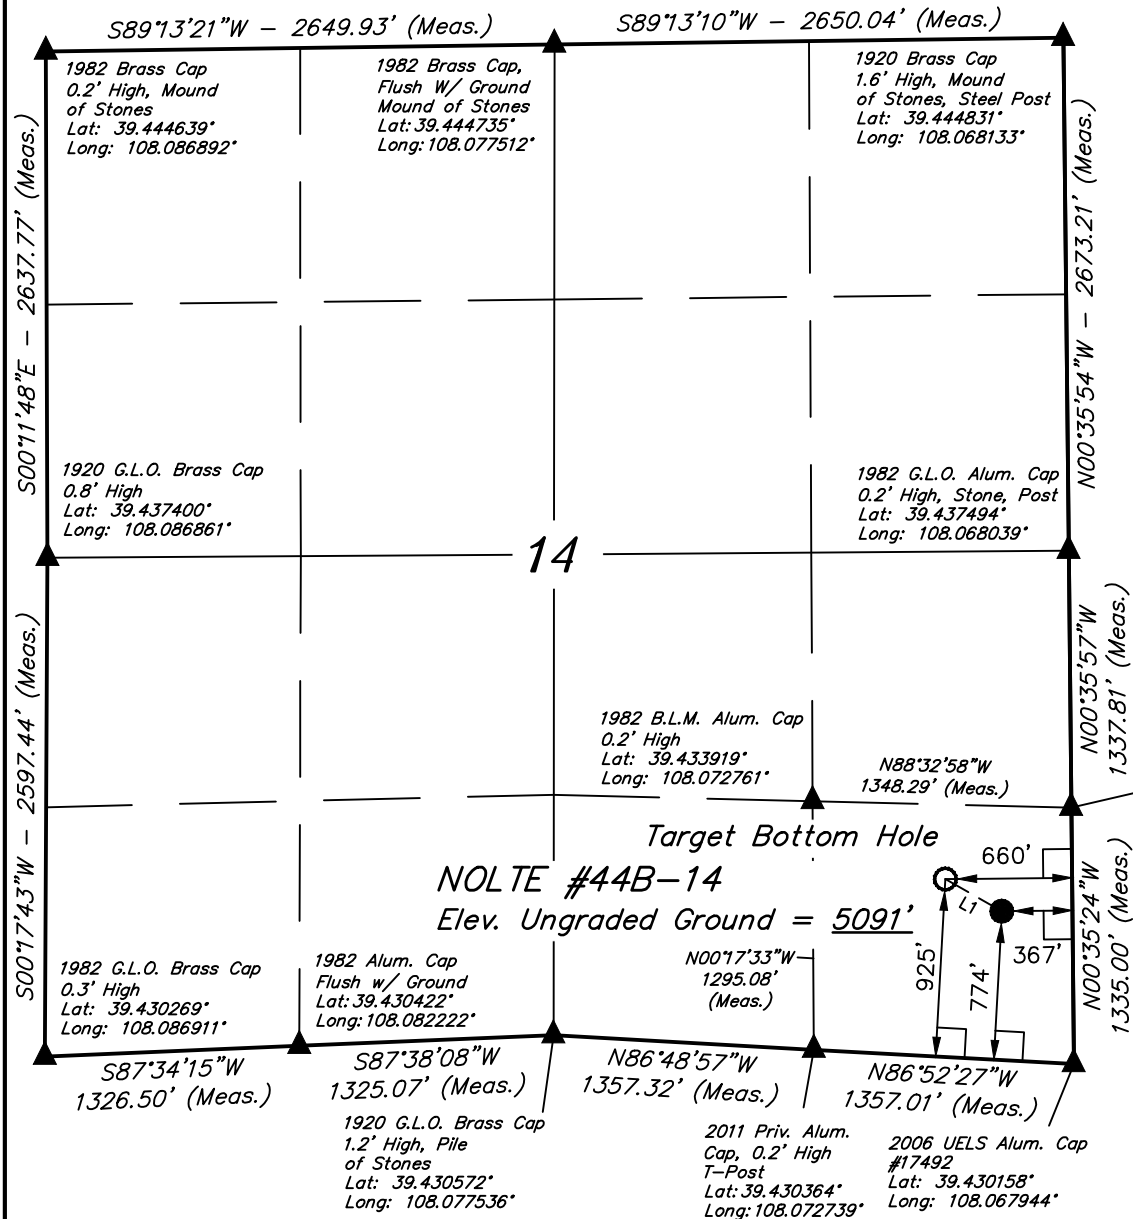 S89°13'21"W - 2649.93' (Meas.)
S89°13'10"W - 2650.04' (Meas.)
1982 Brass Cap
0.2' High, Mound
of Stones
Lat: 39.444639°
Long: 108.086892°
1982 Brass Cap,
Flush W/ Ground
Mound of Stones
Lat: 39.444735°
Long: 108.077512°
1920 Brass Cap
1.6' High, Mound
of Stones, Steel Post
Lat: 39.444831°
Long: 108.068133°
S00°11'48"E - 2637.77' (Meas.)
N00°35'54"W - 2673.21' (Meas.)
1920 G.L.O. Brass Cap
0.8' High
Lat: 39.437400°
Long: 108.086861°
1982 G.L.O. Alum. Cap
0.2' High, Stone, Post
Lat: 39.437494°
Long: 108.068039°
14
S00°17'43"W - 2597.44' (Meas.)
N00°35'57"W
1337.81' (Meas.)
1982 B.L.M. Alum. Cap
0.2' High
Lat: 39.433919°
Long: 108.072761°
N88°32'58"W
1348.29' (Meas.)
Target Bottom Hole
NOLTE #44B-14
Elev. Ungraded Ground = 5091'
660'
L1
367'
925'
774'
N00°35'24"W
1335.00' (Meas.)
N00°17'33"W
1295.08'
(Meas.)
1982 G.L.O. Brass Cap
0.3' High
Lat: 39.430269°
Long: 108.086911°
1982 Alum. Cap
Flush w/ Ground
Lat: 39.430422°
Long: 108.082222°
S87°34'15"W
1326.50' (Meas.)
S87°38'08"W
1325.07' (Meas.)
N86°48'57"W
1357.32' (Meas.)
N86°52'27"W
1357.01' (Meas.)
1920 G.L.O. Brass Cap
1.2' High, Pile
of Stones
Lat: 39.430572°
Long: 108.077536°
2011 Priv. Alum.
Cap, 0.2' High
T-Post
Lat: 39.430364°
Long: 108.072739°
2006 UELS Alum. Cap
#17492
Lat: 39.430158°
Long: 108.067944°